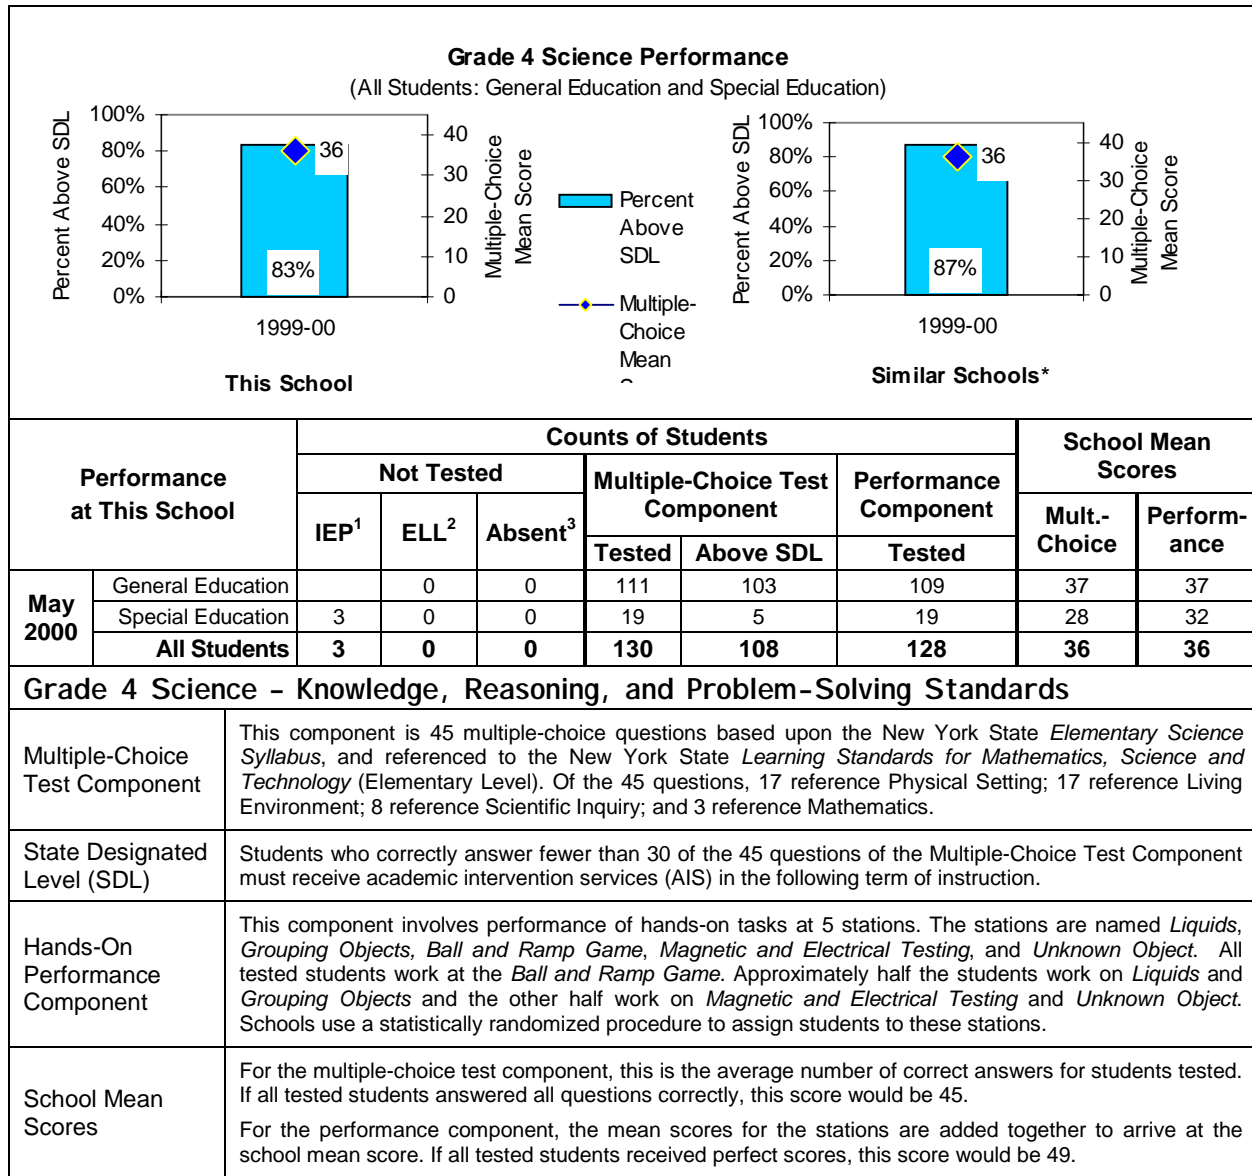 Grade 4 Science Performance
(All Students: General Education and Special Education)
Percent Above SDL
100%
80%
60%
40%
20%
0%
36
83%
40
30
20
10
0
Multiple-Choice
Mean Score
1999-00
This School
Percent
Above
SDL
Multiple-
Choice
Mean
Percent Above SDL
100%
80%
60%
40%
20%
0%
36
87%
40
30
20
10
0
Multiple-Choice
Mean Score
1999-00
Similar Schools*
Performance
at This School
Counts of Students
School Mean
Scores
Not Tested
Multiple-Choice Test
Component
Performance
Component
IEP1
ELL2
Absent3
Tested
Above SDL
Tested
Mult.-
Choice
Perform-
ance
May
2000
General Education 0 0 111 103 109 37 37
Special Education 3 0 0 19 5 19 28 32
All Students 3 0 0 130 108 128 36 36
Grade 4 Science – Knowledge, Reasoning, and Problem-Solving Standards
Multiple-Choice
Test Component
This component is 45 multiple-choice questions based upon the New York State Elementary Science
Syllabus, and referenced to the New York State Learning Standards for Mathematics, Science and
Technology (Elementary Level). Of the 45 questions, 17 reference Physical Setting; 17 reference Living
Environment; 8 reference Scientific Inquiry; and 3 reference Mathematics.
State Designated
Level (SDL)
Students who correctly answer fewer than 30 of the 45 questions of the Multiple-Choice Test Component
must receive academic intervention services (AIS) in the following term of instruction.
Hands-On
Performance
Component
This component involves performance of hands-on tasks at 5 stations. The stations are named Liquids,
Grouping Objects, Ball and Ramp Game, Magnetic and Electrical Testing, and Unknown Object. All
tested students work at the Ball and Ramp Game. Approximately half the students work on Liquids and
Grouping Objects and the other half work on Magnetic and Electrical Testing and Unknown Object.
Schools use a statistically randomized procedure to assign students to these stations.
School Mean
Scores
For the multiple-choice test component, this is the average number of correct answers for students tested.
If all tested students answered all questions correctly, this score would be 45.
For the performance component, the mean scores for the stations are added together to arrive at the
school mean score. If all tested students received perfect scores, this score would be 49.